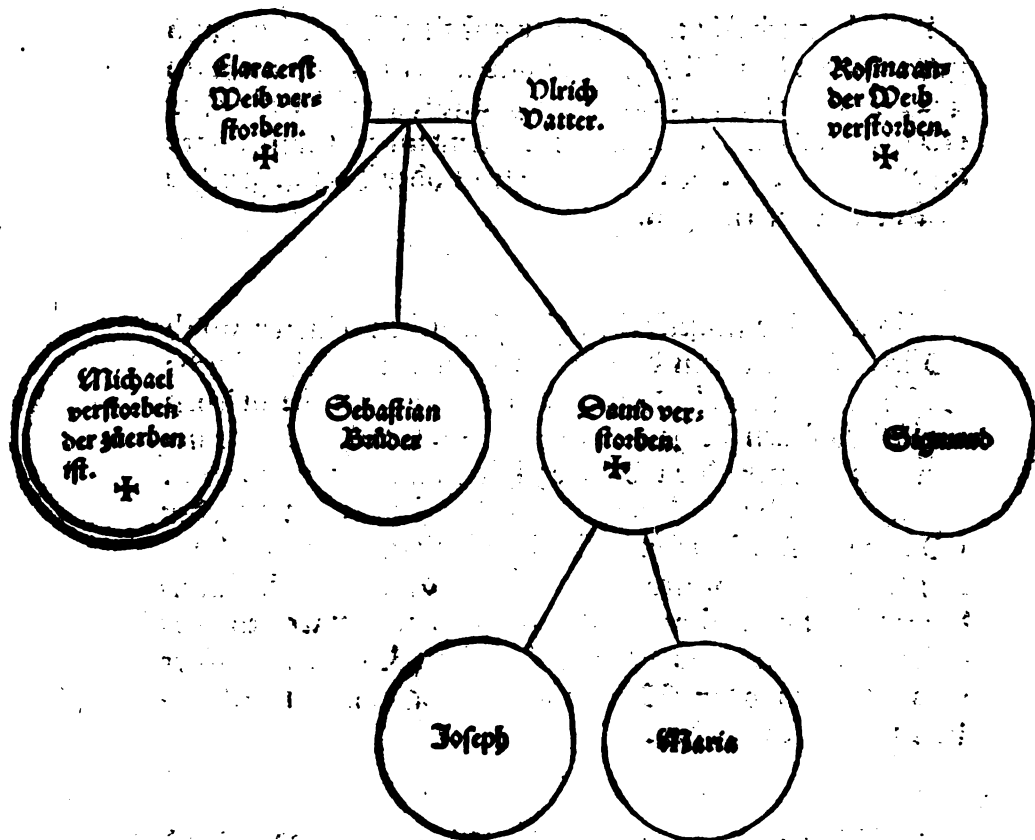 Clara erst
Weib ver-
storben.
Vlrich
Vatter.
Rosina an-
der Weib
verstorben.
Michael
verstorben
der zůerben
ist.
Sebastian
Brůder
Dauid ver-
storben.
Sigmund
Joseph
Maria